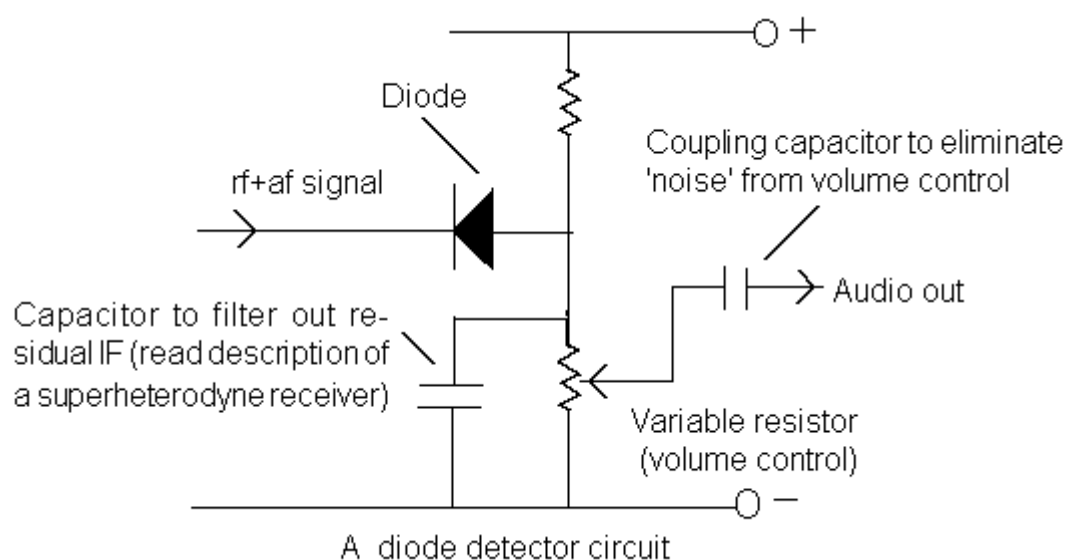 +
Diode
Coupling capacitor to eliminate
'noise' from volume control
rf+af signal
Audio out
Capacitor to filter out re-
sidual IF (read description of
a superheterodyne receiver)
Variable resistor
(volume control)
−
A diode detector circuit